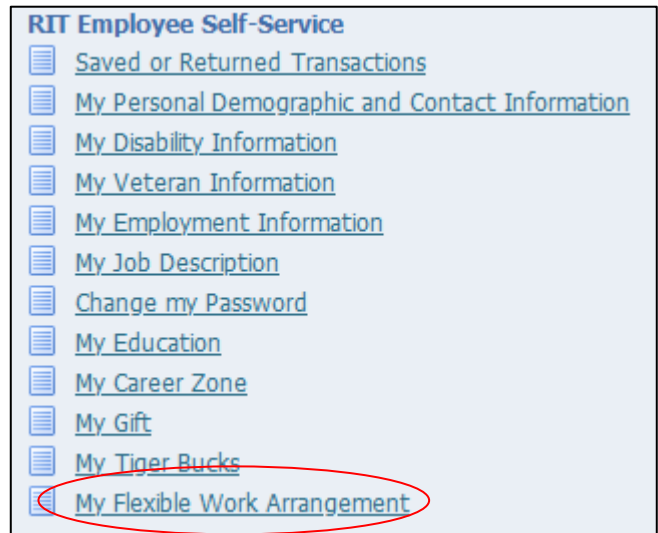 RIT Employee Self-Service
Saved or Returned Transactions
My Personal Demographic and Contact Information
My Disability Information
My Veteran Information
My Employment Information
My Job Description
Change my Password
My Education
My Career Zone
My Gift
My Tiger Bucks
My Flexible Work Arrangement